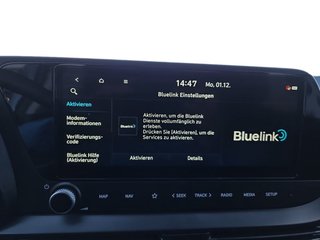 14:47 Mo, 01.12.
Bluelink Einstellungen
Aktivieren
Modem-
informationen
Verifizierungs-
code
Bluelink Hilfe
(Aktivierung)
Aktivieren, um die Bluelink
Dienste vollumfänglich zu
erleben.
Drücken Sie [Aktivieren], um die
Services zu aktivieren.
Bluelink
Bluelink
Aktivieren Details
MAP NAV ☆ < SEEK TRACK > RADIO MEDIA SETUP